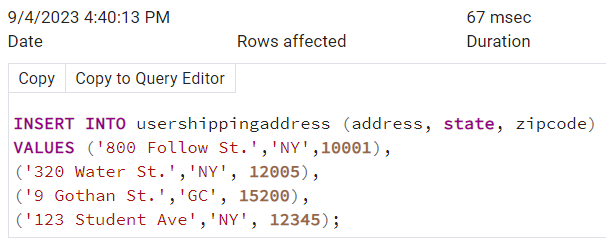 9/4/2023 4:40:13 PM 67 msec
Date Rows affected Duration
Copy Copy to Query Editor
INSERT INTO usershippingaddress (address, state, zipcode)
VALUES ('800 Follow St.','NY',10001),
('320 Water St.','NY', 12005),
('9 Gothan St.','GC', 15200),
('123 Student Ave','NY', 12345);